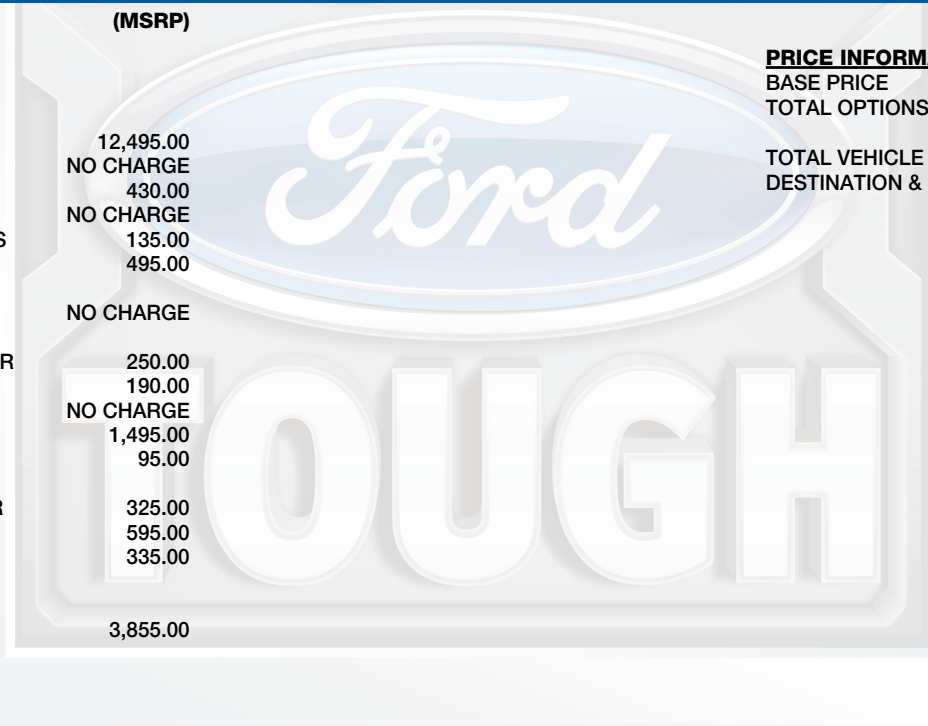 (MSRP)
12,495.00
NO CHARGE
430.00
NO CHARGE
S 135.00
495.00
NO CHARGE
R 250.00
190.00
NO CHARGE
1,495.00
95.00
R 325.00
595.00
335.00
3,855.00
PRICE INFORMA
BASE PRICE
TOTAL OPTIONS
TOTAL VEHICLE
DESTINATION &
Ford
TOUGH